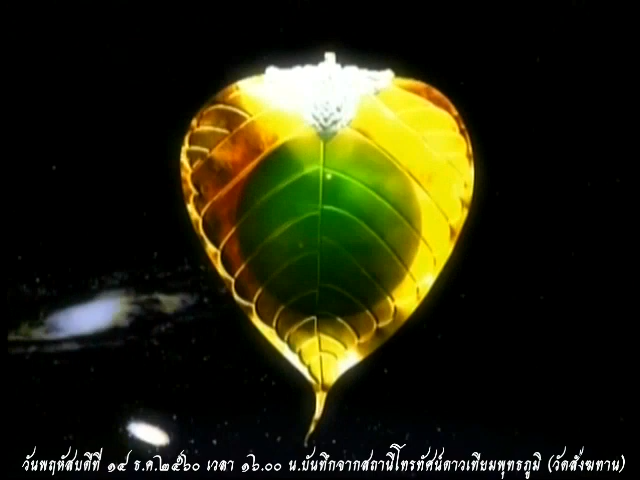 วันพฤหัสบดีที่ ๑๔ ธ.ค.๒๕๖๐ เวลา ๑๖.๐๐ น.บันทึกจากสถานีโทรทัศน์ดาวเทียมพุทธภูมิ (วัดสังฆทาน)